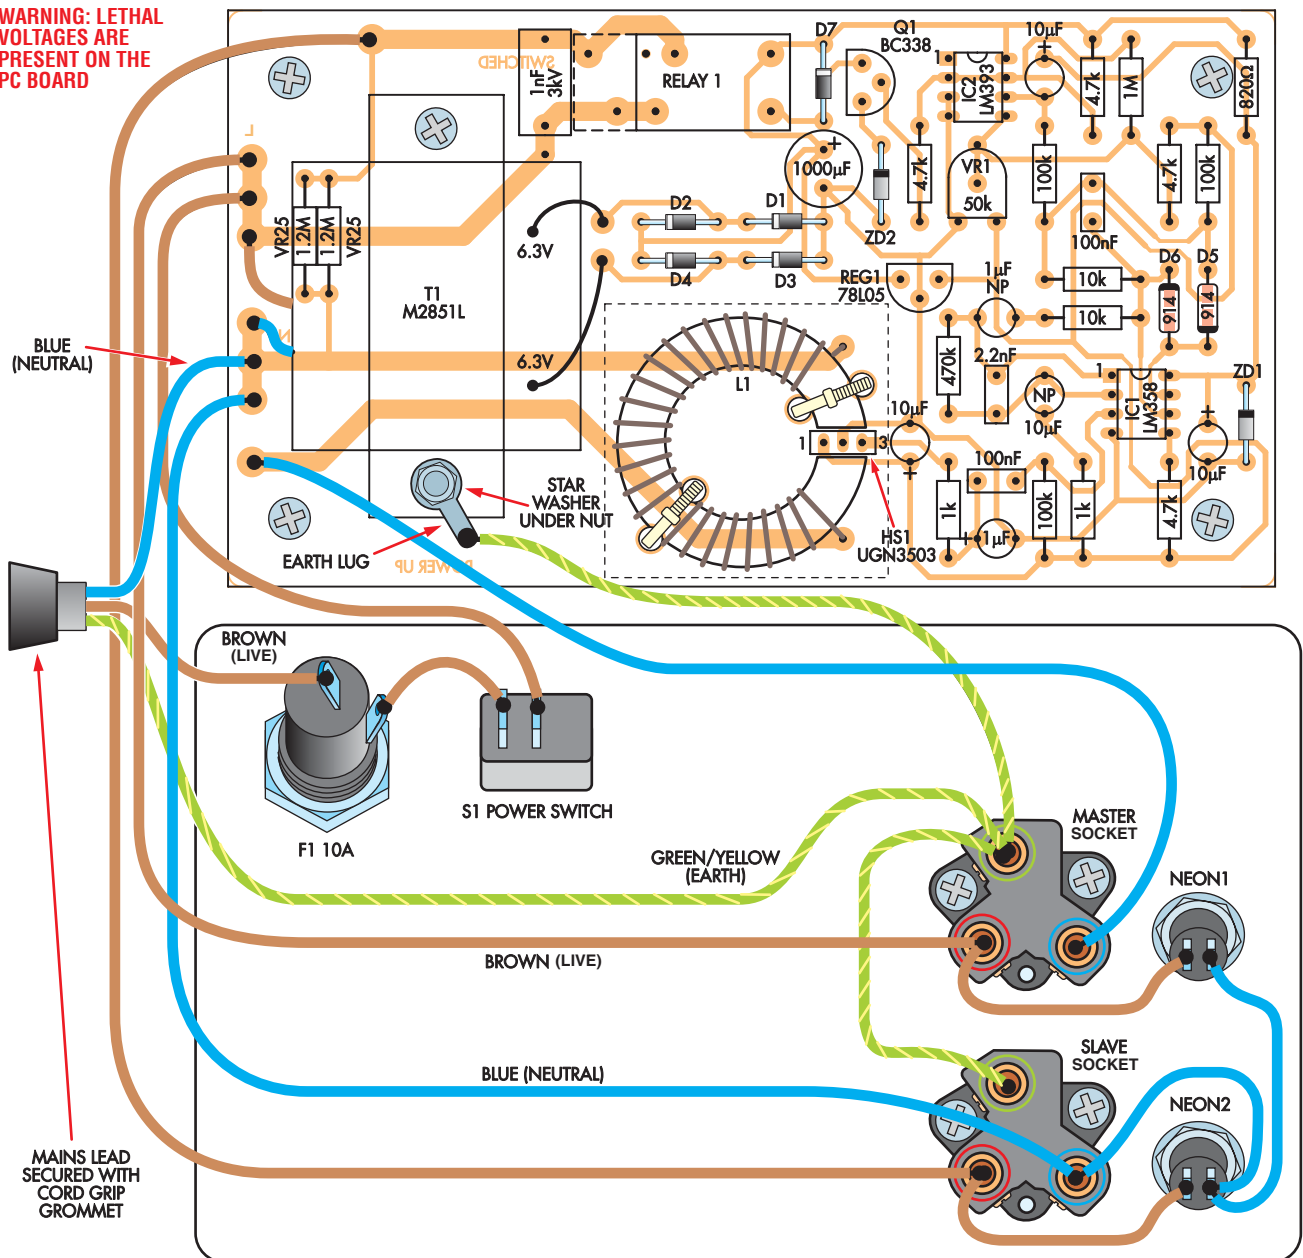 WARNING: LETHAL
VOLTAGES ARE
PRESENT ON THE
PC BOARD
SWITCHED
1nF
3kV
RELAY 1
D7
Q1
BC338
1
IC2
LM393
10µF
+
4.7k
1M
820Ω
L
1000µF
+
ZD2
4.7k
VR1
50k
100k
100nF
4.7k
100k
VR25
1.2M
1.2M
VR25
6.3V
D2
D1
D4
D3
T1
M2851L
REG1
78L05
1µF
NP
10k
10k
D6
D5
914
914
N
BLUE
(NEUTRAL)
6.3V
L1
470k
2.2nF
NP
10µF
1
IC1
LM358
ZD1
+
10µF
10µF
+
1
3
STAR
WASHER
UNDER NUT
EARTH LUG
POWER UP
HS1
UGN3503
1k
100nF
+
1µF
100k
1k
4.7k
BROWN
(LIVE)
F1 10A
S1 POWER SWITCH
GREEN/YELLOW
(EARTH)
MASTER
SOCKET
NEON1
BROWN (LIVE)
BLUE (NEUTRAL)
SLAVE
SOCKET
NEON2
MAINS LEAD
SECURED WITH
CORD GRIP
GROMMET